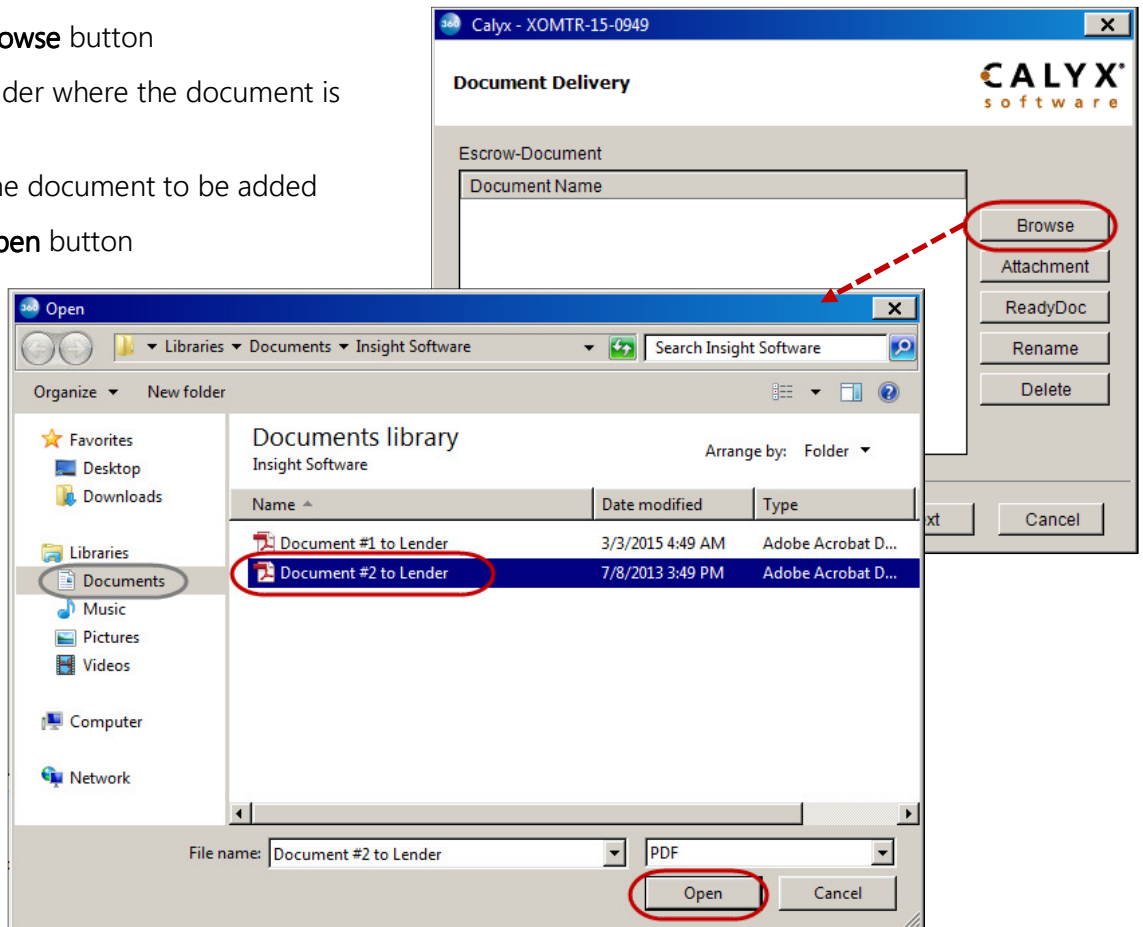 owse button
der where the document is
ne document to be added
pen button
360 Calyx - XOMTR-15-0949
Document Delivery
CALYX
software
Escrow-Document
Document Name
Browse
Attachment
ReadyDoc
Rename
Delete
xt Cancel
360 Open
Libraries Documents Insight Software Search Insight Software
Organize New folder
Favorites
Desktop
Downloads
Libraries
Documents
Music
Pictures
Videos
Computer
Network
Documents library
Insight Software
Arrange by: Folder
Name Date modified Type
Document #1 to Lender 3/3/2015 4:49 AM Adobe Acrobat D...
Document #2 to Lender 7/8/2013 3:49 PM Adobe Acrobat D...
File name: Document #2 to Lender PDF
Open Cancel